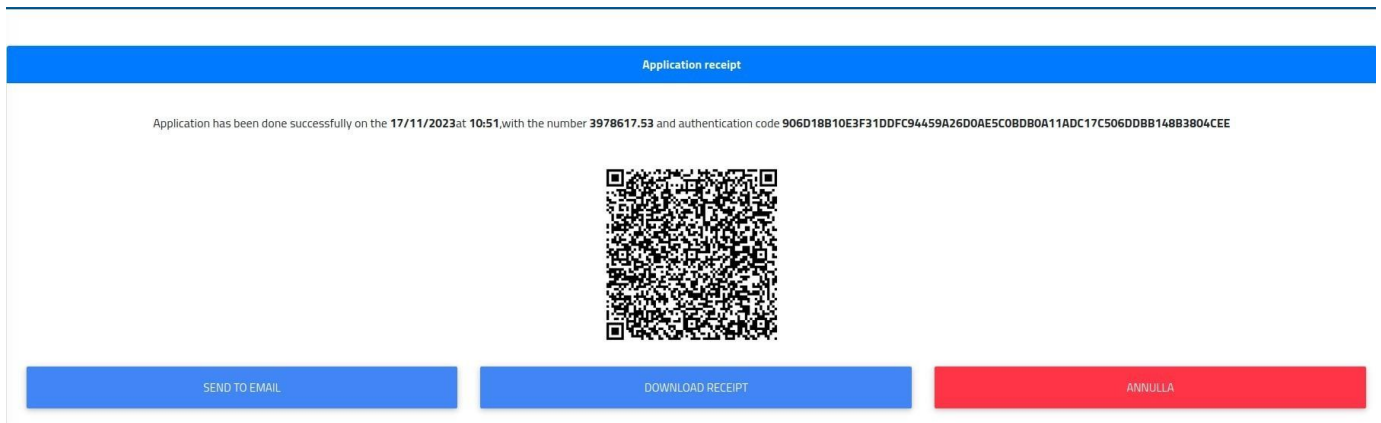 Application receipt
Application has been done successfully on the 17/11/2023at 10:51,with the number 3978617.53 and authentication code 906D18B10E3F31DDFC94459A26D0AE5C0BDB0A11ADC17C506DDBB148B3804CEE
SEND TO EMAIL
DOWNLOAD RECEIPT
ANNULLA